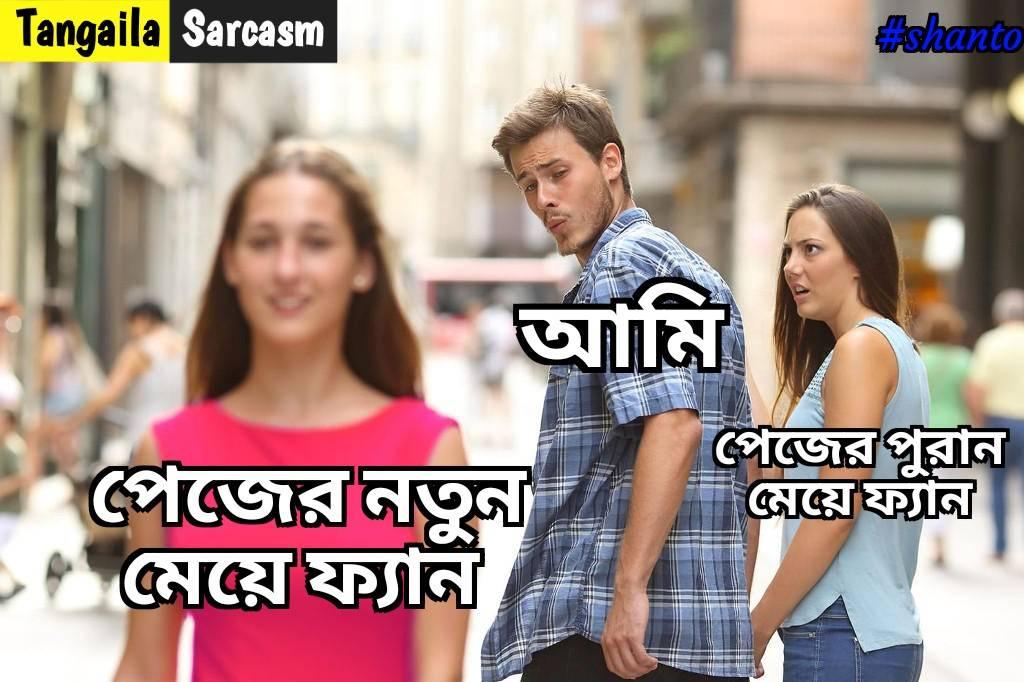 Tangaila Sarcasm
#shanto
আমি
পেজের পুরান
মেয়ে ফ্যান
পেজের নতুন
মেয়ে ফ্যান